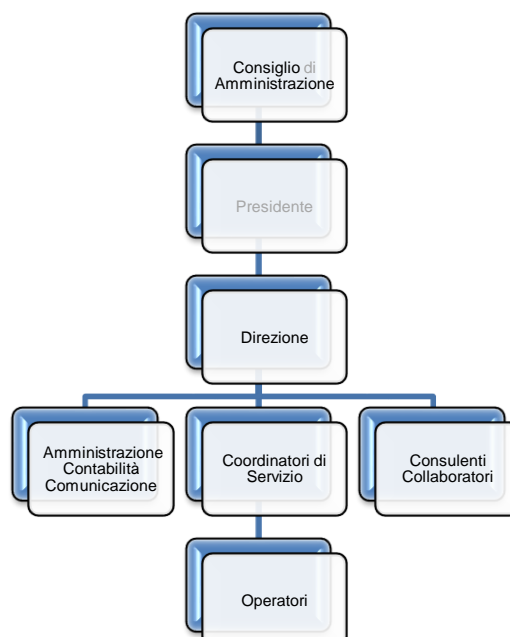 Consiglio di
Amministrazione
Presidente
Direzione
Amministrazione
Contabilità
Comunicazione
Coordinatori di
Servizio
Consulenti
Collaboratori
Operatori